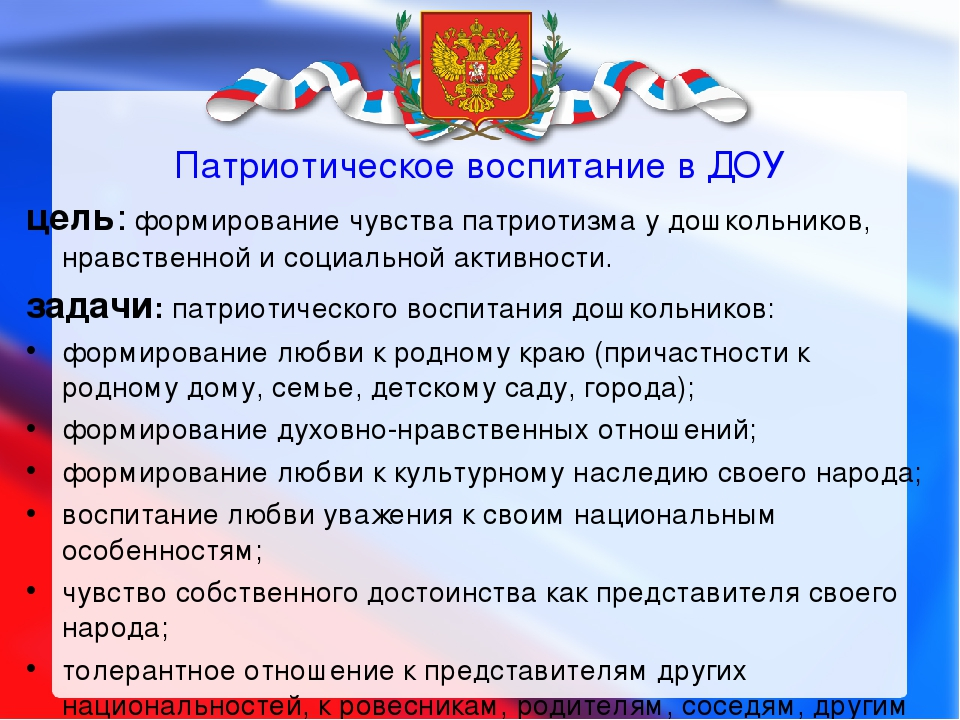 Патриотическое воспитание в ДОУ
цель: формирование чувства патриотизма у дошкольников,
нравственной и социальной активности.
задачи: патриотического воспитания дошкольников:
• формирование любви к родному краю (причастности к
родному дому, семье, детскому саду, города);
• формирование духовно-нравственных отношений;
• формирование любви к культурному наследию своего народа;
• воспитание любви уважения к своим национальным
особенностям;
• чувство собственного достоинства как представителя своего
народа;
• толерантное отношение к представителям других
национальностей, к ровесникам, родителям, соседям, другим